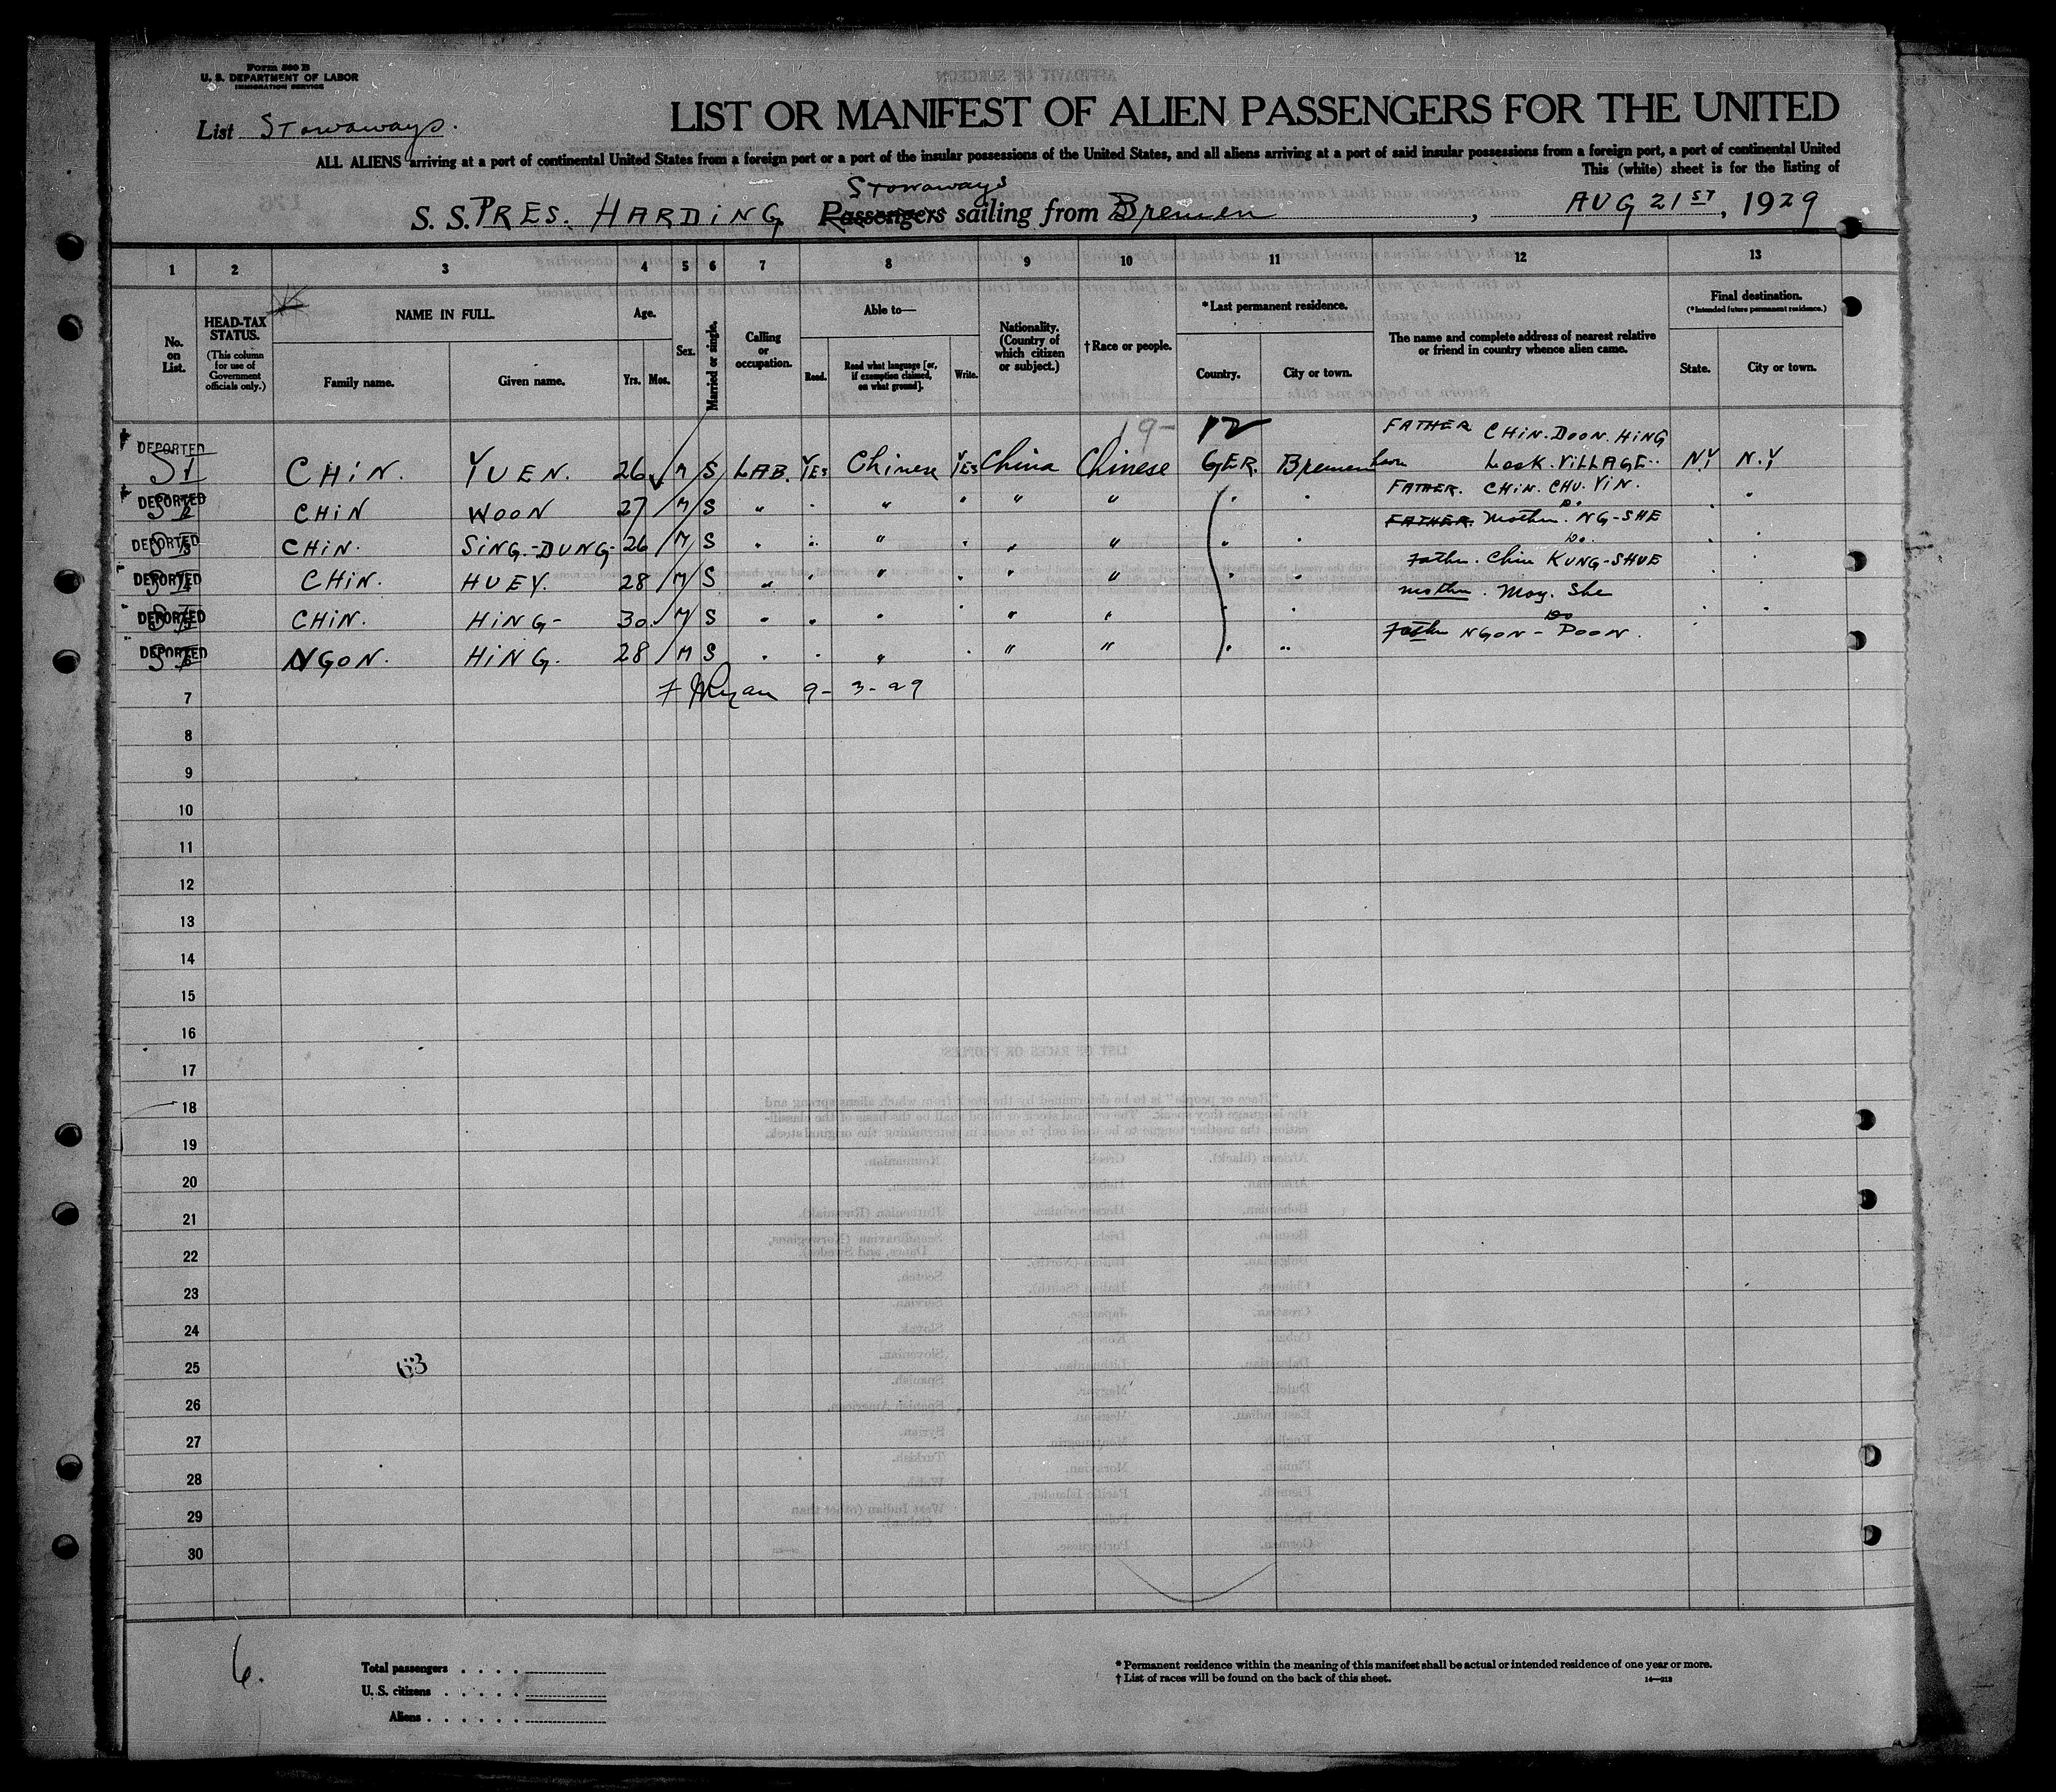 Form 500 B
U. S. DEPARTMENT OF LABOR
IMMIGRATION SERVICE
List Stowaways.
LIST OR MANIFEST OF ALIEN PASSENGERS FOR THE UNITED
ALL ALIENS arriving at a port of continental United States from a foreign port or a port of the insular possessions of the United States, and all aliens arriving at a port of said insular possessions from a foreign port, a port of continental United
This (white) sheet is for the listing of
Stowaways
S. S. PRES. HARDING Passengers sailing from Bremen, AUG 21ST, 1929
1 2 3 4 5 6 7 8 9 10 11 12 13
No. on List.
HEAD-TAX STATUS.
(This column for use of Government officials only.)
NAME IN FULL.
Family name. Given name.
Age.
Yrs. Mos.
Sex.
Married or single.
Calling or occupation.
Able to—
Read. Read what language [or, if exemption claimed, on what ground]. Write.
Nationality. (Country of which citizen or subject.)
† Race or people.
* Last permanent residence.
Country. City or town.
The name and complete address of nearest relative or friend in country whence alien came.
Final destination.
(* Intended future permanent residence.)
State. City or town.
19- 12
FATHER CHIN. DOON. HING
DEPORTED S1 CHIN. YUEN. 26 M S LAB. YES Chinese YES China Chinese GER. Bremen Look. VILLAGE. N.Y N.Y
FATHER. CHIN. CHU. YIN.
DEPORTED CHIN WOON 27 M S " . " " " " . . Do.
FATHER. Mother. NG-SHE
DEPORTED CHIN. SING.-DUNG- 26 M S " " " " " " . . Do.
Father. Chin KUNG-SHUE
DEPORTED CHIN. HUEY. 28 M S " " " " " " . .
mother. Moy. She
DEPORTED CHIN. HING- 30. M S " " " " " " . . Do
Father NGON- POON.
DEPORTED NGON. HING. 28 M S " " " " " " . "
7 9-3-29
8
9
10
11
12
13
14
15
16
17
18
19
20
21
22
23
24
25 63
26
27
28
29
30
6.
Total passengers . . . .
U. S. citizens . . . . .
Aliens . . . . . .
* Permanent residence within the meaning of this manifest shall be actual or intended residence of one year or more.
† List of races will be found on the back of this sheet.
14—212